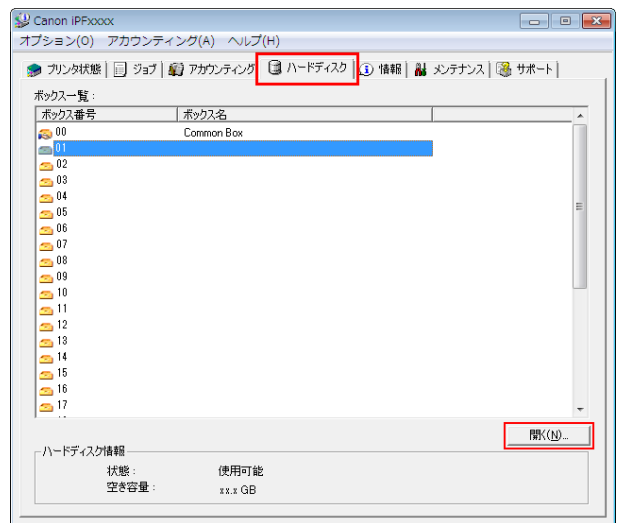 Canon iPFxxxx
オプション(O) アカウンティング(A) ヘルプ(H)
プリンタ状態 ジョブ アカウンティング ハードディスク 情報 メンテナンス サポート
ボックス一覧 :
ボックス番号 ボックス名
00 Common Box
01
02
03
04
05
06
07
08
09
10
11
12
13
14
15
16
17
開く(N)...
ハードディスク情報
状態 : 使用可能
空き容量 : xx.x GB